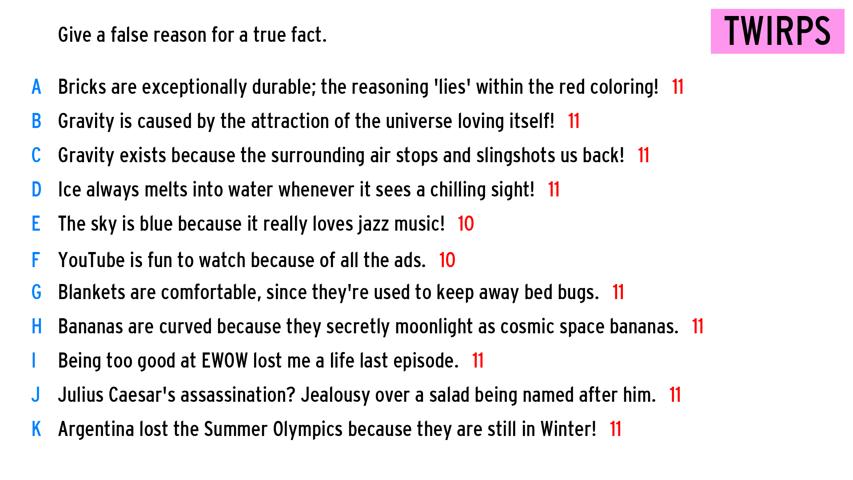 Give a false reason for a true fact.
TWIRPS
A Bricks are exceptionally durable; the reasoning 'lies' within the red coloring! 11
B Gravity is caused by the attraction of the universe loving itself! 11
C Gravity exists because the surrounding air stops and slingshots us back! 11
D Ice always melts into water whenever it sees a chilling sight! 11
E The sky is blue because it really loves jazz music! 10
F YouTube is fun to watch because of all the ads. 10
G Blankets are comfortable, since they're used to keep away bed bugs. 11
H Bananas are curved because they secretly moonlight as cosmic space bananas. 11
I Being too good at EWOW lost me a life last episode. 11
J Julius Caesar's assassination? Jealousy over a salad being named after him. 11
K Argentina lost the Summer Olympics because they are still in Winter! 11